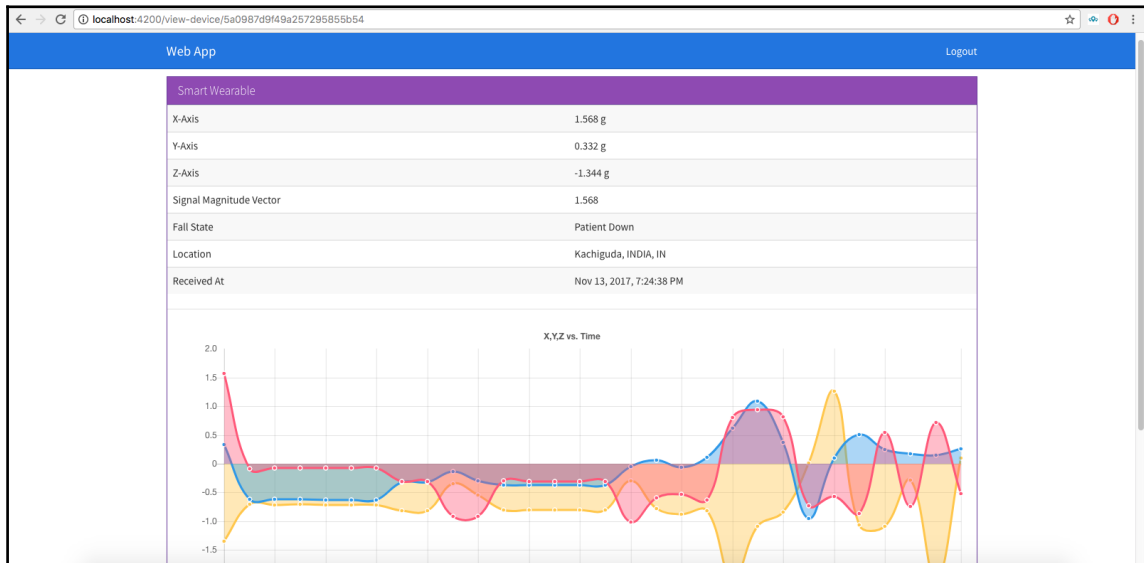 localhost:4200/view-device/5a0987d9f49a257295855b54
Web App Logout
Smart Wearable
X-Axis 1.568 g
Y-Axis 0.332 g
Z-Axis -1.344 g
Signal Magnitude Vector 1.568
Fall State Patient Down
Location Kachiguda, INDIA, IN
Received At Nov 13, 2017, 7:24:38 PM
X,Y,Z vs. Time
2.0
1.5
1.0
0.5
0
-0.5
-1.0
-1.5